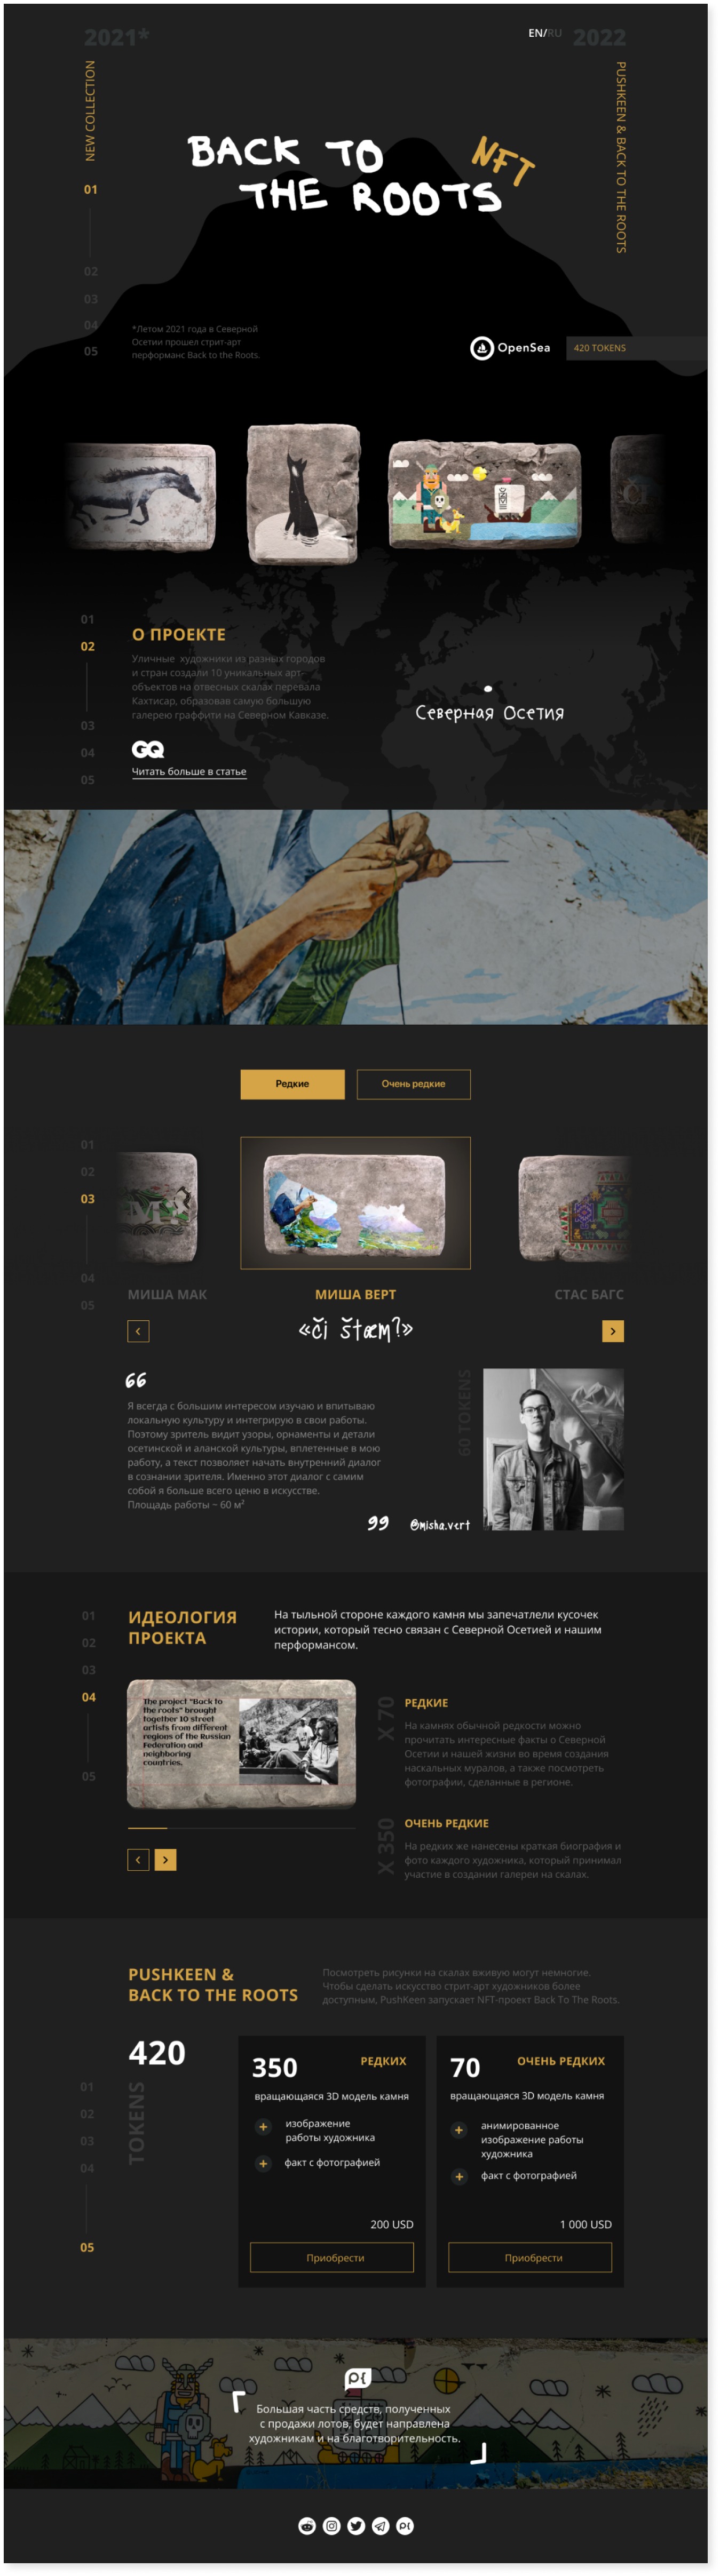 2021*
EN/RU
2022
NEW COLLECTION
PUSHKEEN & BACK TO THE ROOTS
BACK TO
THE ROOTS
NFT
01
02
03
04
05
*Летом 2021 года в Северной
Осетии прошел стрит-арт
перформанс Back to the Roots.
OpenSea
420 TOKENS
01
02
03
04
05
О ПРОЕКТЕ
Уличные художники из разных городов
и стран создали 10 уникальных арт-
объектов на отвесных скалах перевала
Кахтисар, образовав самую большую
галерею граффити на Северном Кавказе.
GQ
Читать больше в статье
Северная Осетия
Редкие
Очень редкие
01
02
03
04
05
МИША МАК
МИША ВЕРТ
СТАС БАГС
«či štæm?»
66
Я всегда с большим интересом изучаю и впитываю
локальную культуру и интегрирую в свои работы.
Поэтому зритель видит узоры, орнаменты и детали
осетинской и аланской культуры, вплетенные в мою
работу, а текст позволяет начать внутренний диалог
в сознании зрителя. Именно этот диалог с самим
собой я больше всего ценю в искусстве.
Площадь работы ~ 60 м²
99
@misha.vert
60 TOKENS
01
02
03
04
05
ИДЕОЛОГИЯ
ПРОЕКТА
На тыльной стороне каждого камня мы запечатлели кусочек
истории, который тесно связан с Северной Осетией и нашим
перформансом.
The project "Back to
the roots" brought
together 10 street
artists from different
regions of the Russian
Federation and
neighboring
countries.
X 70
РЕДКИЕ
На камнях обычной редкости можно
прочитать интересные факты о Северной
Осетии и нашей жизни во время создания
наскальных муралов, а также посмотреть
фотографии, сделанные в регионе.
X 350
ОЧЕНЬ РЕДКИЕ
На редких же нанесены краткая биография и
фото каждого художника, который принимал
участие в создании галереи на скалах.
PUSHKEEN &
BACK TO THE ROOTS
Посмотреть рисунки на скалах вживую могут немногие.
Чтобы сделать искусство стрит-арт художников более
доступным, PushKeen запускает NFT-проект Back To The Roots.
420
TOKENS
01
02
03
04
05
350
РЕДКИХ
вращающаяся 3D модель камня
изображение
работы художника
факт с фотографией
200 USD
Приобрести
70
ОЧЕНЬ РЕДКИХ
вращающаяся 3D модель камня
анимированное
изображение работы
художника
факт с фотографией
1 000 USD
Приобрести
Большая часть средств, полученных
с продажи лотов, будет направлена
художникам и на благотворительность.